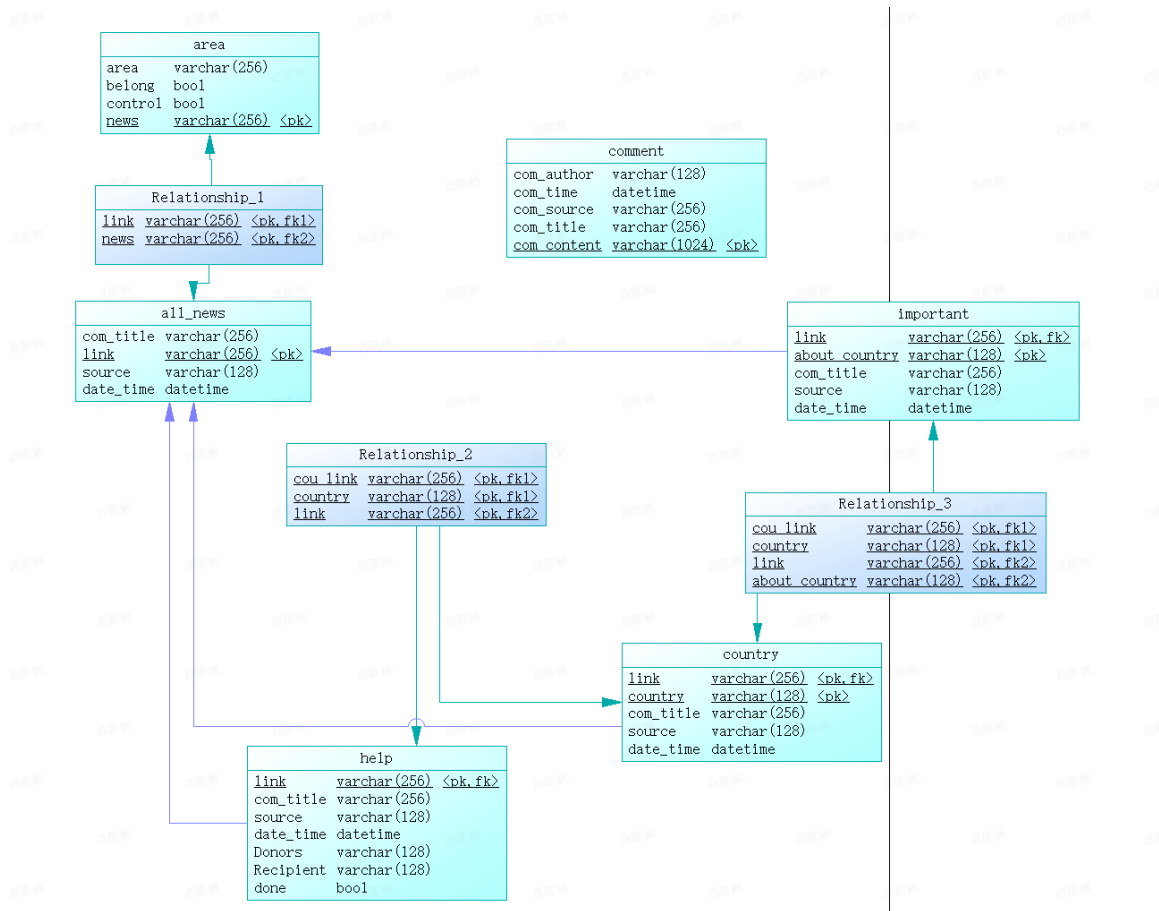 area
area varchar(256)
belong bool
control bool
news varchar(256) <pk>
comment
com_author varchar(128)
com_time datetime
com_source varchar(256)
com_title varchar(256)
com_content varchar(1024) <pk>
Relationship_1
link varchar(256) <pk,fk1>
news varchar(256) <pk,fk2>
all_news
com_title varchar(256)
link varchar(256) <pk>
source varchar(128)
date_time datetime
important
link varchar(256) <pk,fk>
about_country varchar(128) <pk>
com_title varchar(256)
source varchar(128)
date_time datetime
Relationship_2
cou_link varchar(256) <pk,fk1>
country varchar(128) <pk,fk1>
link varchar(256) <pk,fk2>
Relationship_3
cou_link varchar(256) <pk,fk1>
country varchar(128) <pk,fk1>
link varchar(256) <pk,fk2>
about_country varchar(128) <pk,fk2>
country
link varchar(256) <pk,fk>
country varchar(128) <pk>
com_title varchar(256)
source varchar(128)
date_time datetime
help
link varchar(256) <pk,fk>
com_title varchar(256)
source varchar(128)
date_time datetime
Donors varchar(128)
Recipient varchar(128)
done bool